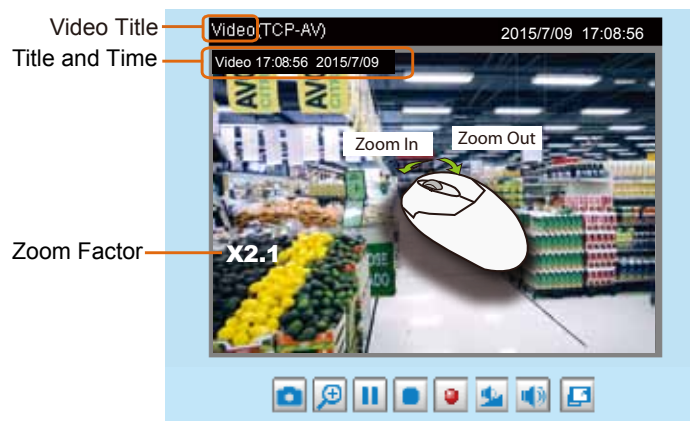 Video Title
Video(TCP-AV) 2015/7/09 17:08:56
Title and Time
Video 17:08:56 2015/7/09
Zoom In
Zoom Out
Zoom Factor
X2.1